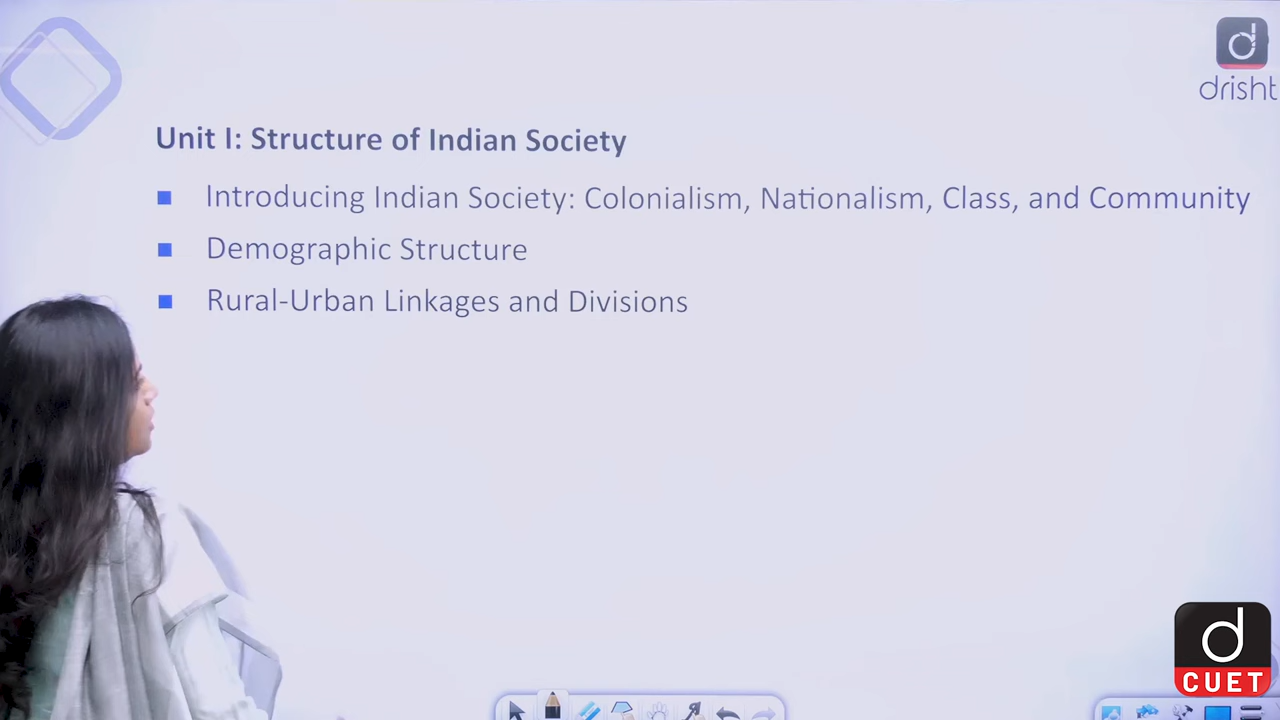 drisht
Unit I: Structure of Indian Society
Introducing Indian Society: Colonialism, Nationalism, Class, and Community
Demographic Structure
Rural-Urban Linkages and Divisions
d
CUET